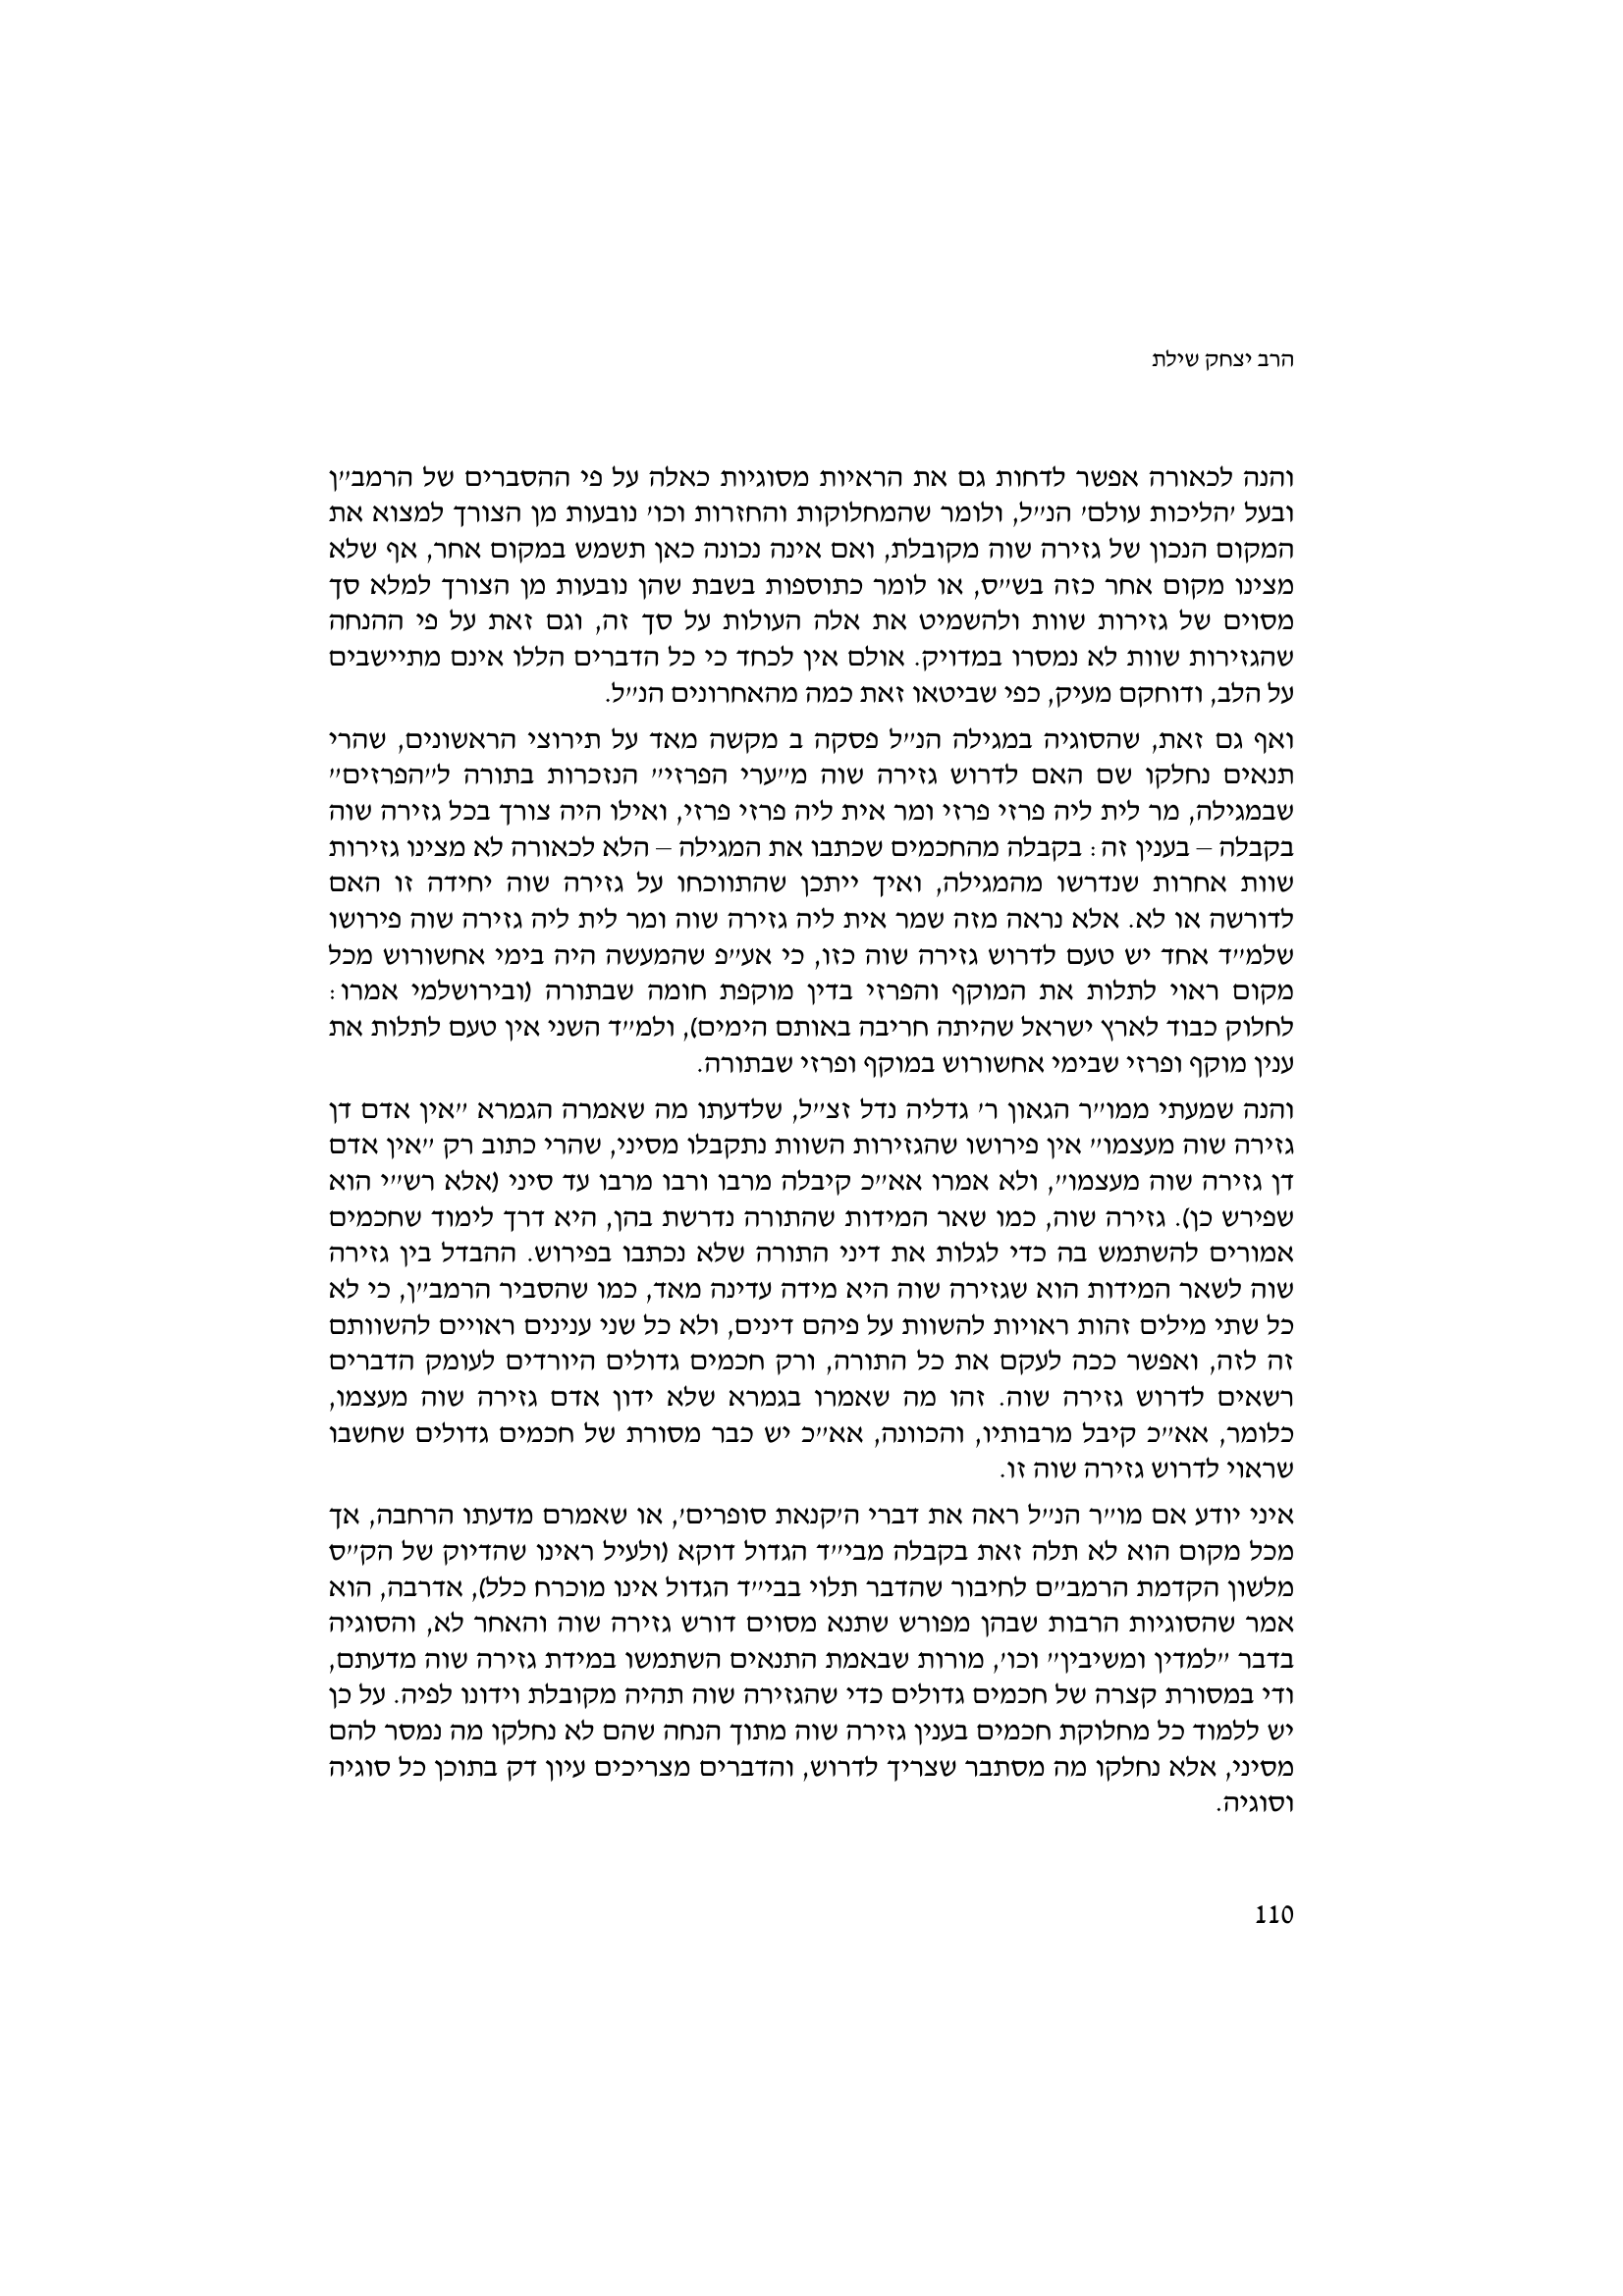 הרב יצחק שילת
והנה לכאורה אפשר לדחות גם את הראיות מסוגיות כאלה על פי ההסברים של הרמב״ן
ובעל ׳הליכות עולם׳ הנ״ל, ולומר שהמחלוקות והחזרות וכו׳ נובעות מן הצורך למצוא את
המקום הנכון של גזירה שוה מקובלת, ואם אינה נכונה כאן תשמש במקום אחר, אף שלא
מצינו מקום אחר כזה בש״ס, או לומר כתוספות בשבת שהן נובעות מן הצורך למלא סך
מסוים של גזירות שוות ולהשמיט את אלה העולות על סך זה, וגם זאת על פי ההנחה
שהגזירות שוות לא נמסרו במדויק. אולם אין לכחד כי כל הדברים הללו אינם מתיישבים
על הלב, ודוחקם מעיק, כפי שביטאו זאת כמה מהאחרונים הנ״ל.
ואף גם זאת, שהסוגיה במגילה הנ״ל פסקה ב מקשה מאד על תירוצי הראשונים, שהרי
תנאים נחלקו שם האם לדרוש גזירה שוה מ״ערי הפרזי״ הנזכרות בתורה ל״הפרזים״
שבמגילה, מר לית ליה פרזי פרזי ומר אית ליה פרזי פרזי, ואילו היה צורך בכל גזירה שוה
בקבלה – בענין זה: בקבלה מהחכמים שכתבו את המגילה – הלא לכאורה לא מצינו גזירות
שוות אחרות שנדרשו מהמגילה, ואיך ייתכן שהתווכחו על גזירה שוה יחידה זו האם
לדורשה או לא. אלא נראה מזה שמר אית ליה גזירה שוה ומר לית ליה גזירה שוה פירושו
שלמ״ד אחד יש טעם לדרוש גזירה שוה כזו, כי אע״פ שהמעשה היה בימי אחשורוש מכל
מקום ראוי לתלות את המוקף והפרזי בדין מוקפת חומה שבתורה (ובירושלמי אמרו:
לחלוק כבוד לארץ ישראל שהיתה חריבה באותם הימים), ולמ״ד השני אין טעם לתלות את
ענין מוקף ופרזי שבימי אחשורוש במוקף ופרזי שבתורה.
והנה שמעתי ממו״ר הגאון ר׳ גדליה נדל זצ״ל, שלדעתו מה שאמרה הגמרא ״אין אדם דן
גזירה שוה מעצמו״ אין פירושו שהגזירות השוות נתקבלו מסיני, שהרי כתוב רק ״אין אדם
דן גזירה שוה מעצמו״, ולא אמרו אא״כ קיבלה מרבו ורבו מרבו עד סיני (אלא רש״י הוא
שפירש כן). גזירה שוה, כמו שאר המידות שהתורה נדרשת בהן, היא דרך לימוד שחכמים
אמורים להשתמש בה כדי לגלות את דיני התורה שלא נכתבו בפירוש. ההבדל בין גזירה
שוה לשאר המידות הוא שגזירה שוה היא מידה עדינה מאד, כמו שהסביר הרמב״ן, כי לא
כל שתי מילים זהות ראויות להשוות על פיהם דינים, ולא כל שני ענינים ראויים להשוותם
זה לזה, ואפשר ככה לעקם את כל התורה, ורק חכמים גדולים היורדים לעומק הדברים
רשאים לדרוש גזירה שוה. זהו מה שאמרו בגמרא שלא ידון אדם גזירה שוה מעצמו,
כלומר, אא״כ קיבל מרבותיו, והכוונה, אא״כ יש כבר מסורת של חכמים גדולים שחשבו
שראוי לדרוש גזירה שוה זו.
איני יודע אם מו״ר הנ״ל ראה את דברי ה׳קנאת סופרים׳, או שאמרם מדעתו הרחבה, אך
מכל מקום הוא לא תלה זאת בקבלה מבי״ד הגדול דוקא (ולעיל ראינו שהדיוק של הק״ס
מלשון הקדמת הרמב״ם לחיבור שהדבר תלוי בבי״ד הגדול אינו מוכרח כלל), אדרבה, הוא
אמר שהסוגיות הרבות שבהן מפורש שתנא מסוים דורש גזירה שוה והאחר לא, והסוגיה
בדבר ״למדין ומשיבין״ וכו׳, מורות שבאמת התנאים השתמשו במידת גזירה שוה מדעתם,
ודי במסורת קצרה של חכמים גדולים כדי שהגזירה שוה תהיה מקובלת וידונו לפיה. על כן
יש ללמוד כל מחלוקת חכמים בענין גזירה שוה מתוך הנחה שהם לא נחלקו מה נמסר להם
מסיני, אלא נחלקו מה מסתבר שצריך לדרוש, והדברים מצריכים עיון דק בתוכן כל סוגיה
וסוגיה.
110